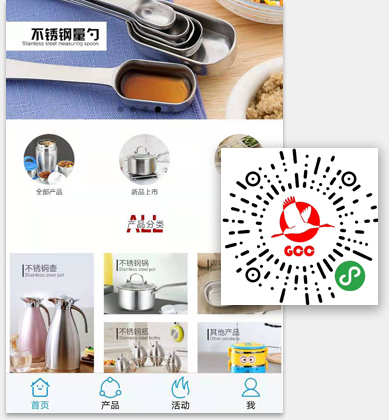 不锈钢量勺
Stainless steel measuring spoon
全部产品
新品上市
ALL
产品分类
不锈钢壶
Stainless steel pot
不锈钢锅
Stainless steel pot
不锈钢瓶
Stainless steel bottle
其他产品
Other products
GCC
首页
产品
活动
我